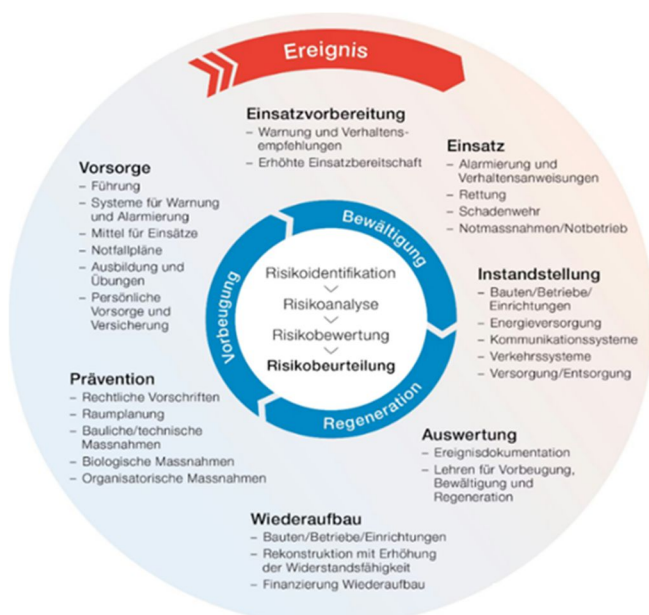 Ereignis
Einsatzvorbereitung
– Warnung und Verhaltens-
empfehlungen
– Erhöhte Einsatzbereitschaft
Einsatz
– Alarmierung und
Verhaltensanweisungen
– Rettung
– Schadenwehr
– Notmassnahmen/Notbetrieb
Vorsorge
– Führung
– Systeme für Warnung
und Alarmierung
– Mittel für Einsätze
– Notfallpläne
– Ausbildung und
Übungen
– Persönliche
Vorsorge und
Versicherung
Bewältigung
Vorbeugung
Regeneration
Risikoidentifikation
Risikoanalyse
Risikobewertung
Risikobeurteilung
Instandstellung
– Bauten/Betriebe/
Einrichtungen
– Energieversorgung
– Kommunikationssysteme
– Verkehrssysteme
– Versorgung/Entsorgung
Prävention
– Rechtliche Vorschriften
– Raumplanung
– Bauliche/technische
Massnahmen
– Biologische Massnahmen
– Organisatorische Massnahmen
Auswertung
– Ereignisdokumentation
– Lehren für Vorbeugung,
Bewältigung und
Regeneration
Wiederaufbau
– Bauten/Betriebe/Einrichtungen
– Rekonstruktion mit Erhöhung
der Widerstandsfähigkeit
– Finanzierung Wiederaufbau